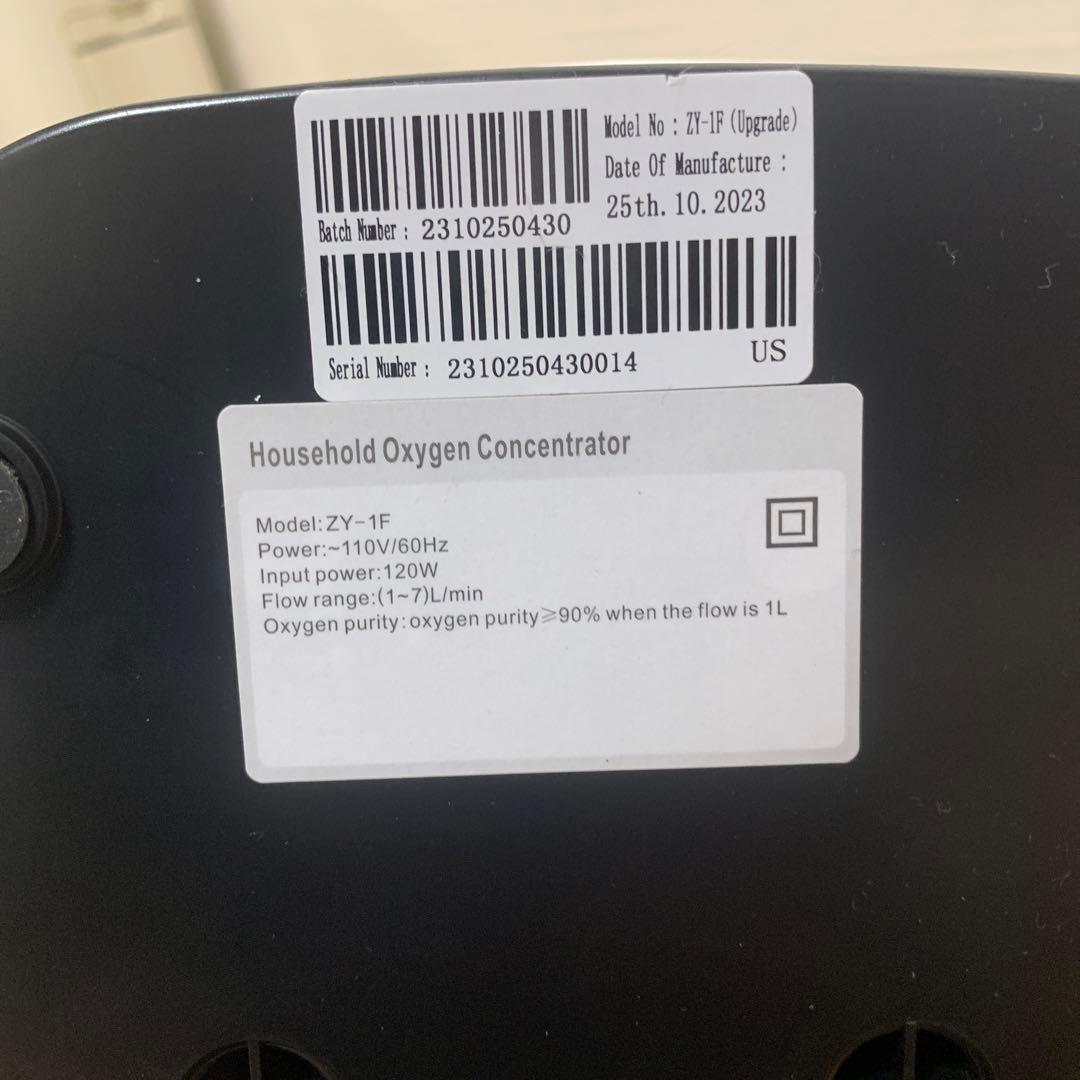 Model No : ZY-1F (Upgrade)
Date Of Manufacture :
25th. 10. 2023
Batch Number : 2310250430
Serial Number : 2310250430014
US
Household Oxygen Concentrator
Model:ZY-1F
Power:~110V/60Hz
Input power:120W
Flow range:(1~7)L/min
Oxygen purity:oxygen purity≥90% when the flow is 1L